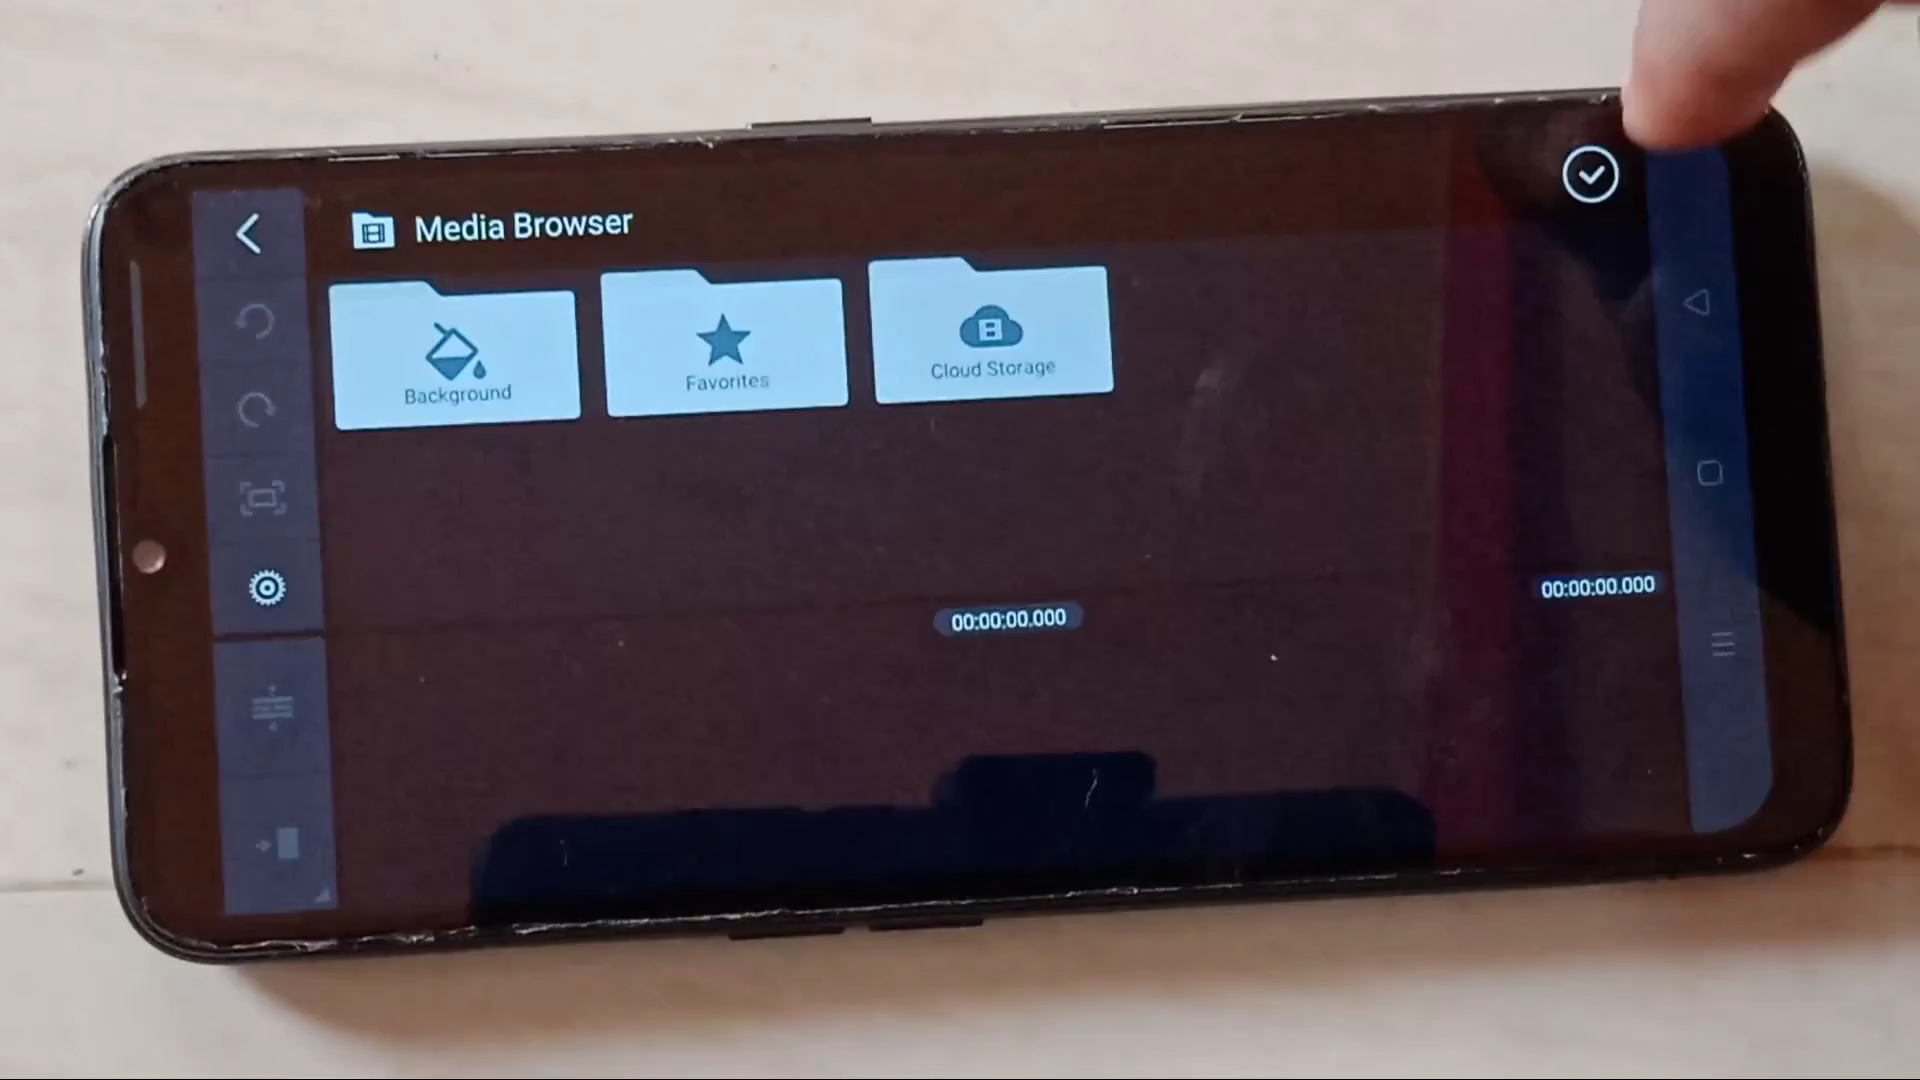 Media Browser
Background
Favorites
Cloud Storage
00:00:00.000
00:00:00.000